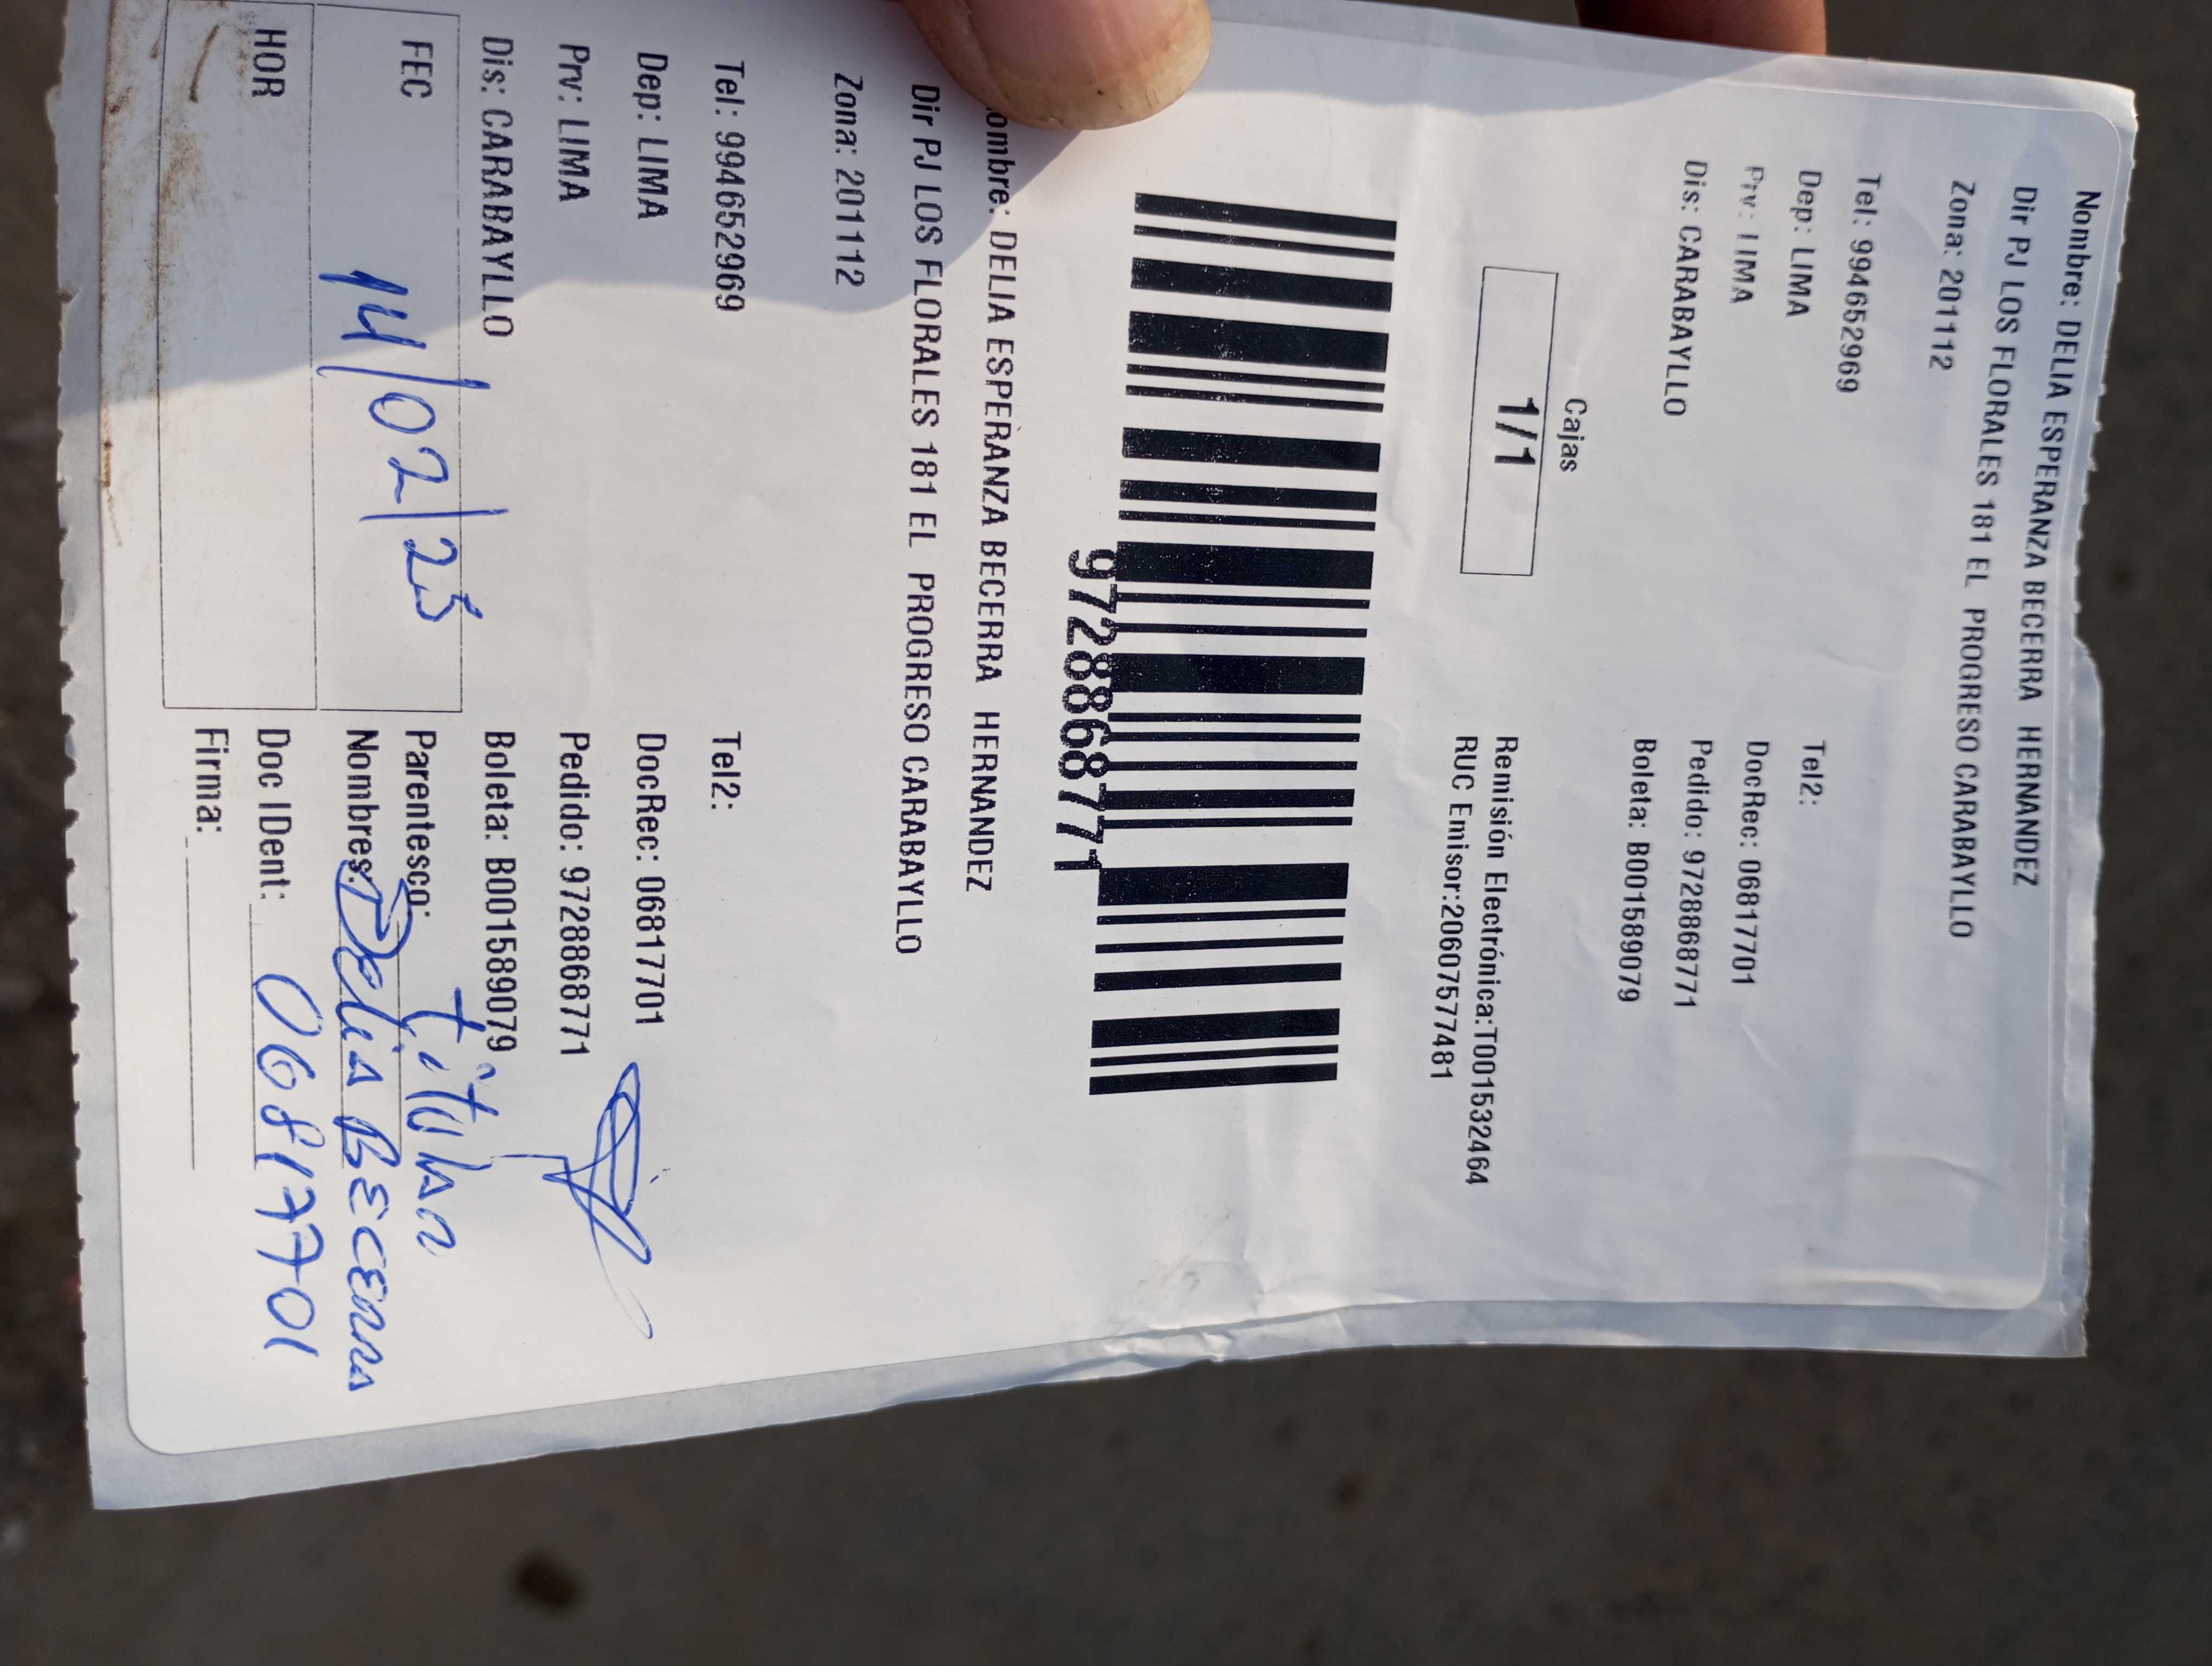 Nombre: DELIA ESPERANZA BECERRA HERNANDEZ
Dir PJ LOS FLORALES 181 EL PROGRESO CARABAYLLO
Zona: 201112
Tel: 994652969 Tel2:
Dep: LIMA DocRec: 06817701
Prv: LIMA Pedido: 9728868771
Dis: CARABAYLLO Boleta: B001589079
Cajas
1/1
Remisión Electrónica:T001532464
RUC Emisor:20607577481
9728868771
ombre: DELIA ESPERANZA BECERRA HERNANDEZ
Dir PJ LOS FLORALES 181 EL PROGRESO CARABAYLLO
Zona: 201112
Tel: 994652969 Tel2:
Dep: LIMA DocRec: 06817701
Prv: LIMA Pedido: 9728868771
Dis: CARABAYLLO Boleta: B001589079
FEC 14/02/23 Parentesco: titular
Nombres: Delia BECERRA
HOR Doc IDent: 06817701
Firma: